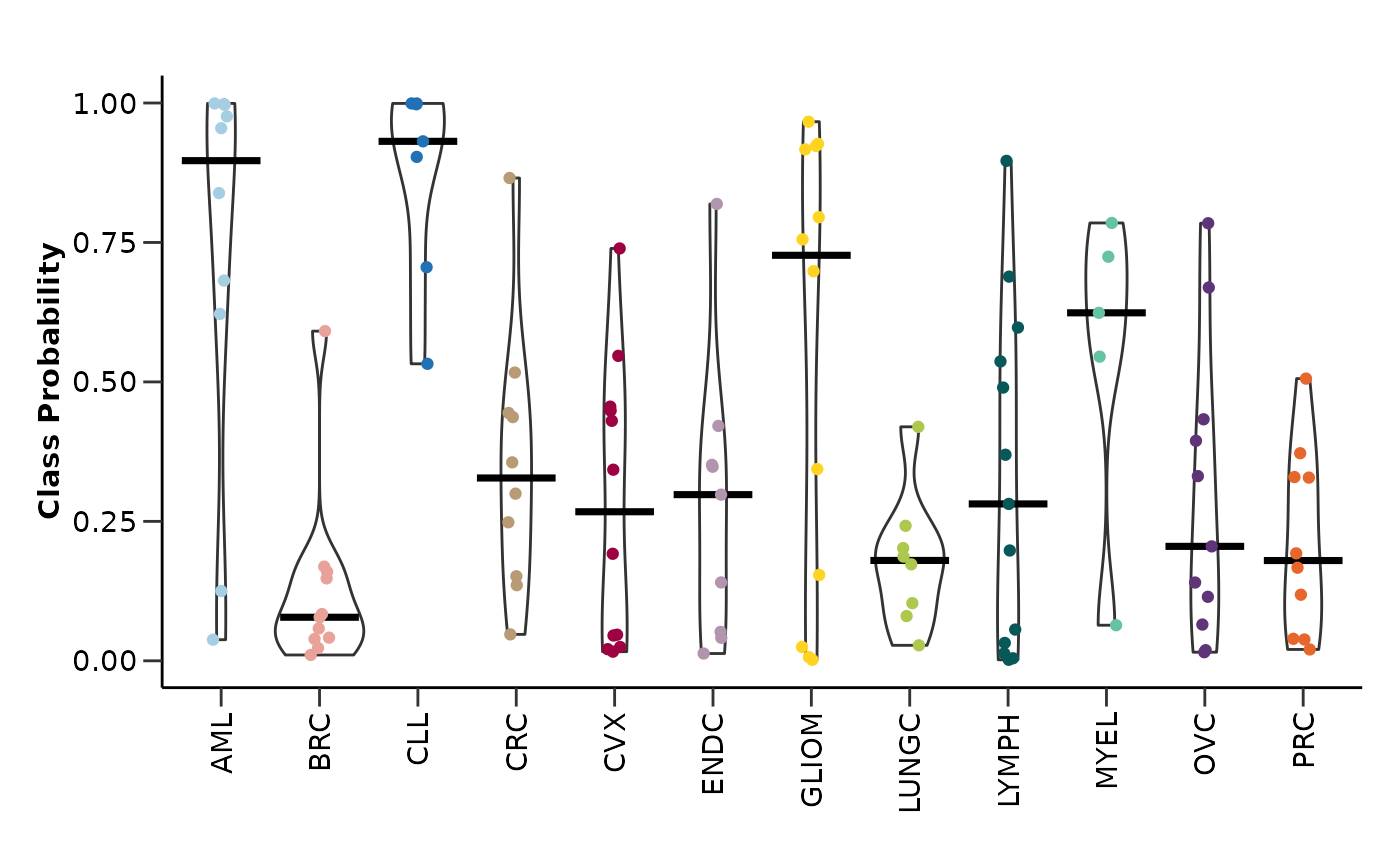 Class Probability
1.00
0.75
0.50
0.25
0.00
AML
BRC
CLL
CRC
CVX
ENDC
GLIOM
LUNGC
LYMPH
MYEL
OVC
PRC